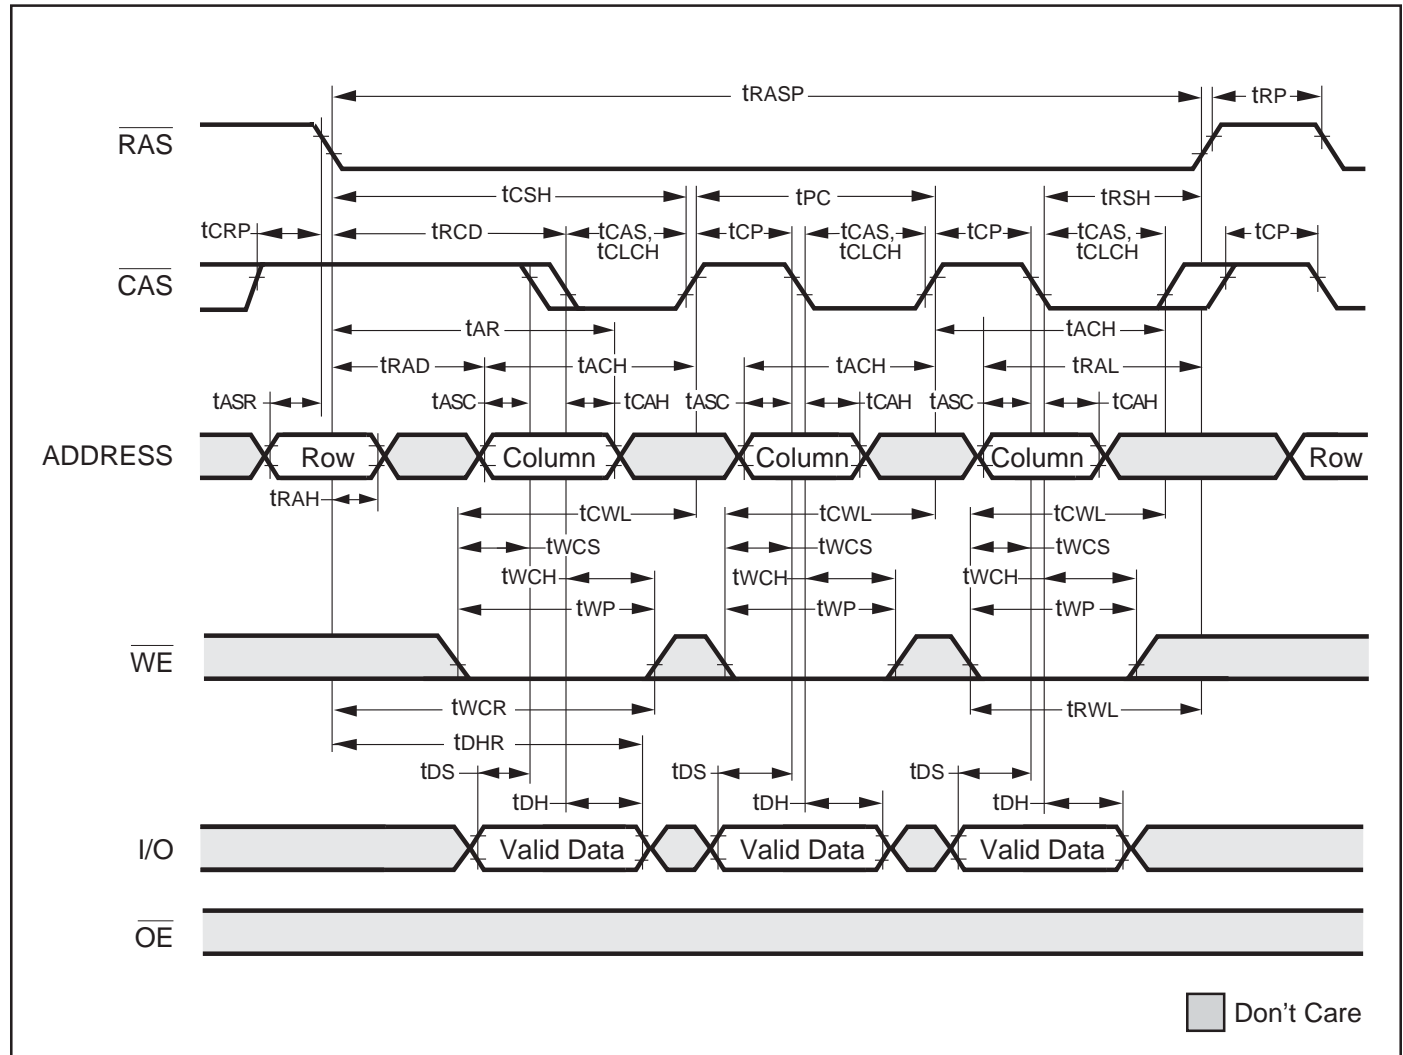 tRASP tRP
RAS
tCSH tPC tRSH
tCRP tRCD tCAS, tCLCH tCP tCAS, tCLCH tCP tCAS, tCLCH tCP
CAS
tAR tACH
tRAD tACH tACH tRAL
tASR tASC tCAH tASC tCAH tASC tCAH
ADDRESS Row Column Column Column Row
tRAH
tCWL tCWL tCWL
tWCS tWCS tWCS
tWCH tWCH tWCH
tWP tWP tWP
WE
tWCR tRWL
tDHR
tDS tDS tDS
tDH tDH tDH
I/O Valid Data Valid Data Valid Data
OE
Don't Care